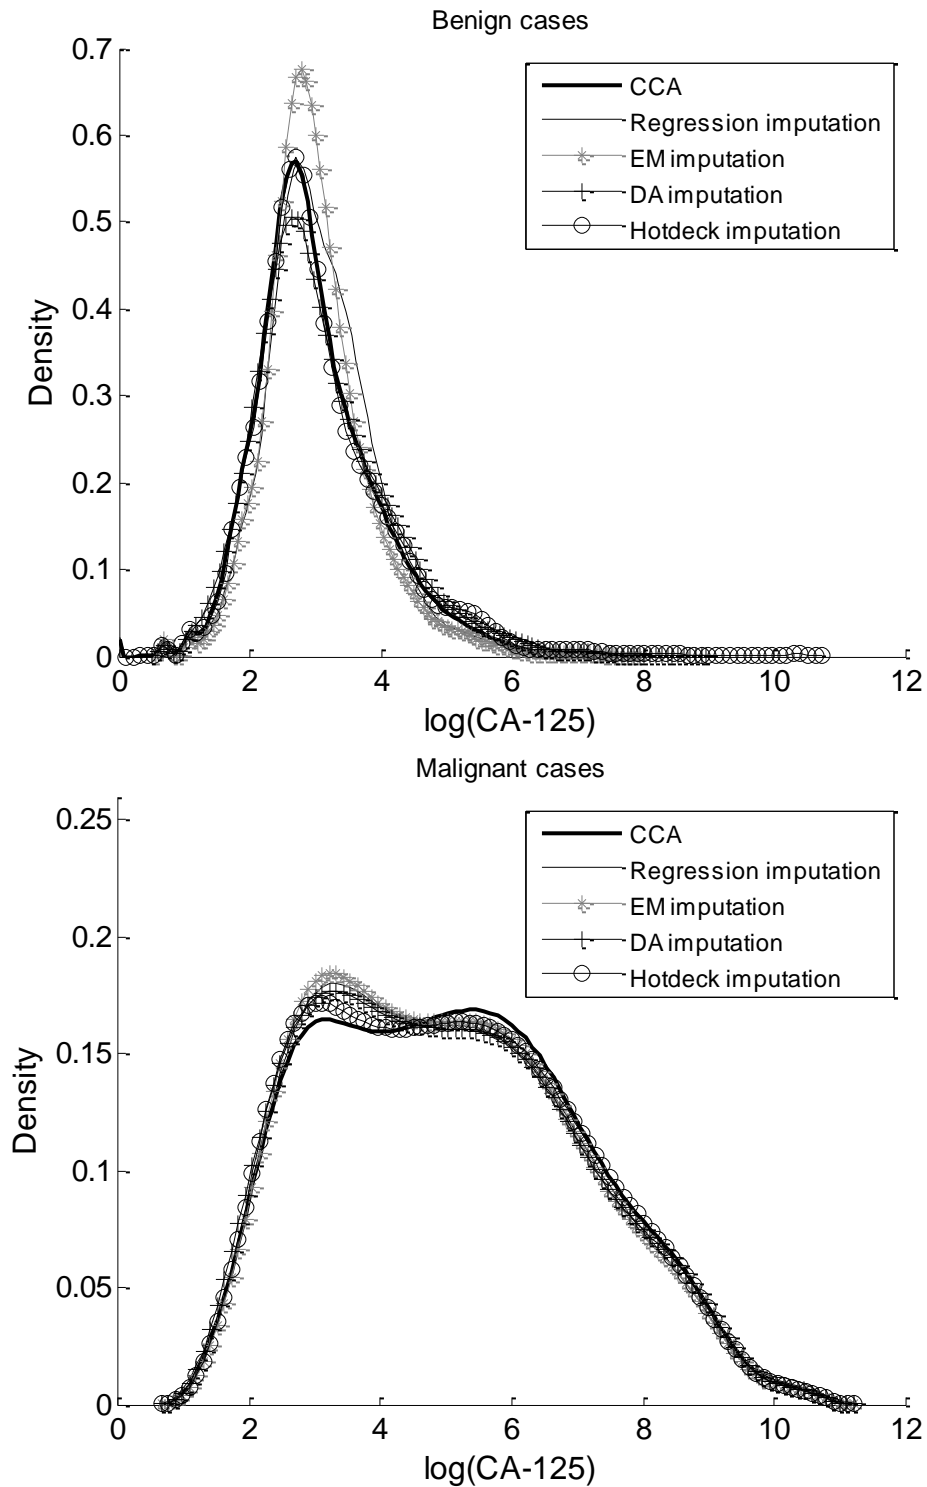 Benign cases
0.7
0.6
0.5
0.4
0.3
0.2
0.1
0
Density
0
2
4
6
8
10
12
log(CA-125)
CCA
Regression imputation
EM imputation
DA imputation
Hotdeck imputation
Malignant cases
0.25
0.2
0.15
0.1
0.05
0
Density
0
2
4
6
8
10
12
log(CA-125)
CCA
Regression imputation
EM imputation
DA imputation
Hotdeck imputation